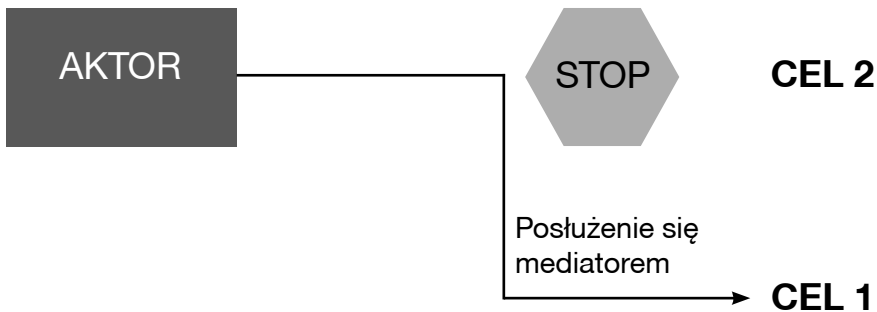 AKTOR
STOP
CEL 2
Posłużenie się
mediatorem
CEL 1